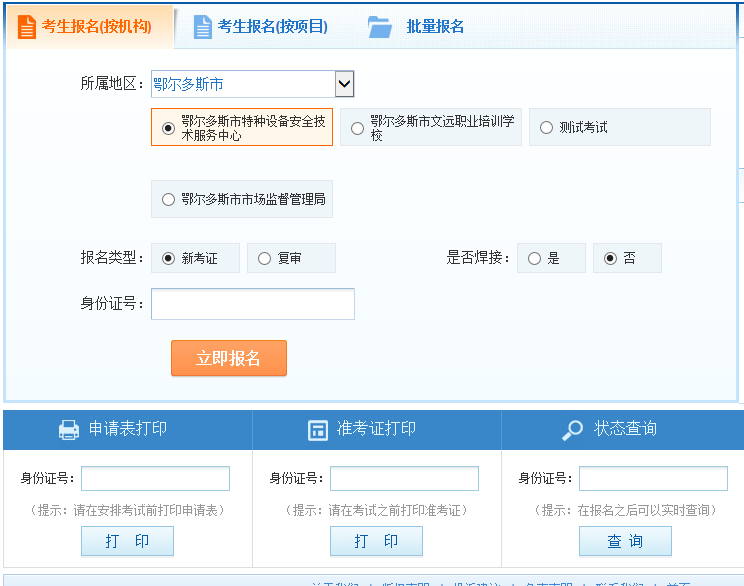 考生报名(按机构) 考生报名(按项目) 批量报名
所属地区： 鄂尔多斯市
鄂尔多斯市特种设备安全技
术服务中心
鄂尔多斯市文远职业培训学
校
测试考试
鄂尔多斯市市场监督管理局
报名类型： 新考证 复审 是否焊接： 是 否
身份证号：
立即报名
申请表打印 准考证打印 状态查询
身份证号： 身份证号： 身份证号：
（提示：请在安排考试前打印申请表） （提示：请在考试之前打印准考证） （提示：在报名之后可以实时查询）
打 印 打 印 查 询